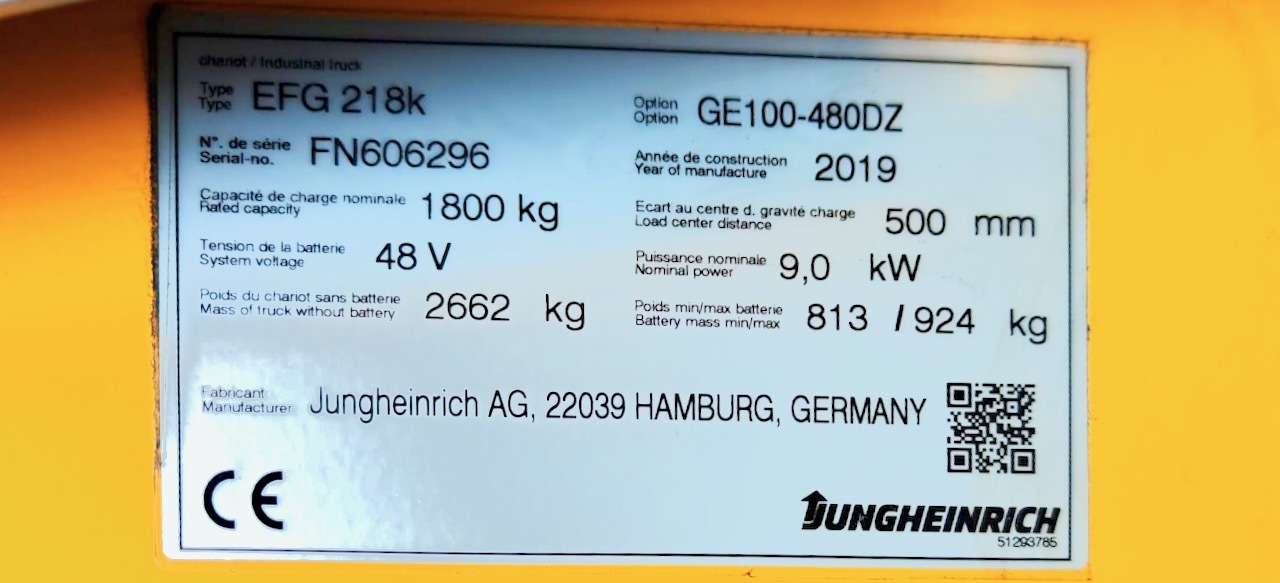 chariot / Industrial truck
Type
Type EFG 218k
Option
Option GE100-480DZ
N°. de série
Serial-no. FN606296
Année de construction
Year of manufacture 2019
Capacité de charge nominale
Rated capacity 1800 kg
Ecart au centre d. gravité charge
Load center distance 500 mm
Tension de la batterie
System voltage 48 V
Puissance nominale
Nominal power 9,0 kW
Poids du chariot sans batterie
Mass of truck without battery 2662 kg
Poids min/max batterie
Battery mass min/max 813 / 924 kg
Fabricant
Manufacturer Jungheinrich AG, 22039 HAMBURG, GERMANY
CE
JUNGHEINRICH
51293785